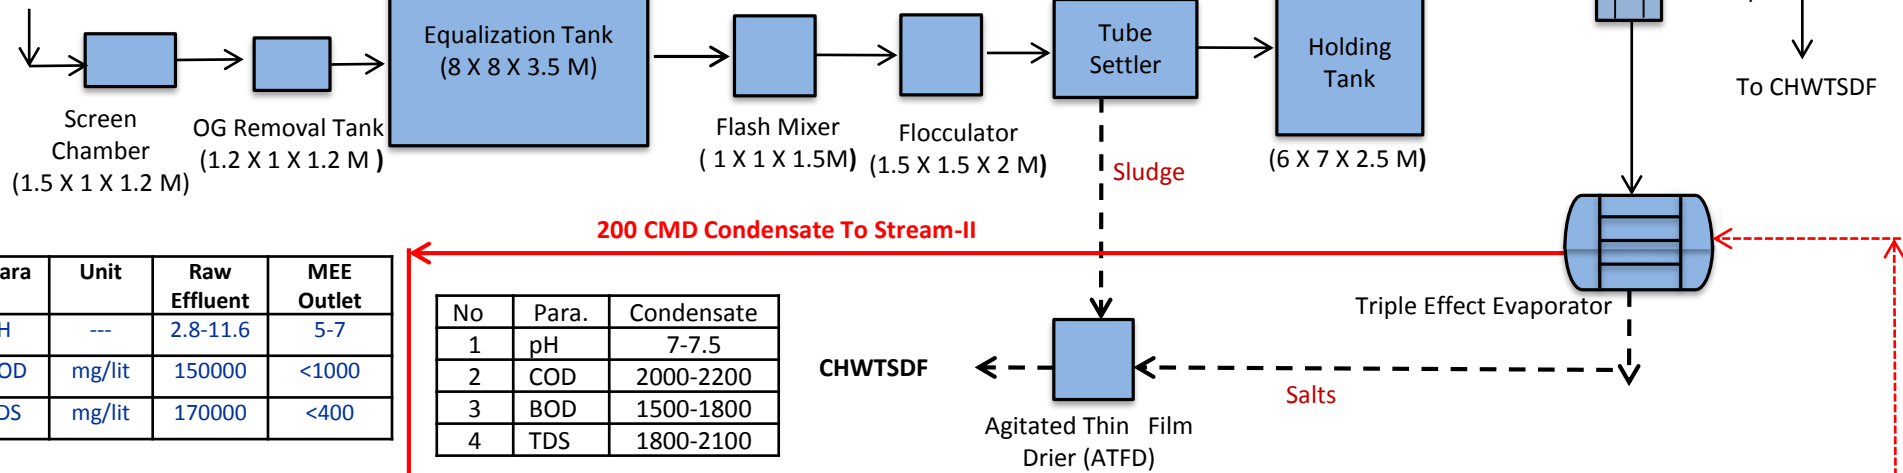 Equalization Tank
(8 X 8 X 3.5 M)
Tube
Settler
Holding
Tank
To CHWTSDF
Screen
Chamber
(1.5 X 1 X 1.2 M)
OG Removal Tank
(1.2 X 1 X 1.2 M )
Flash Mixer
( 1 X 1 X 1.5M)
Flocculator
(1.5 X 1.5 X 2 M)
(6 X 7 X 2.5 M)
Sludge
200 CMD Condensate To Stream-II
ara Unit Raw Effluent MEE Outlet
H --- 2.8-11.6 5-7
OD mg/lit 150000 <1000
DS mg/lit 170000 <400
No Para. Condensate
1 pH 7-7.5
2 COD 2000-2200
3 BOD 1500-1800
4 TDS 1800-2100
Triple Effect Evaporator
CHWTSDF
Salts
Agitated Thin Film
Drier (ATFD)